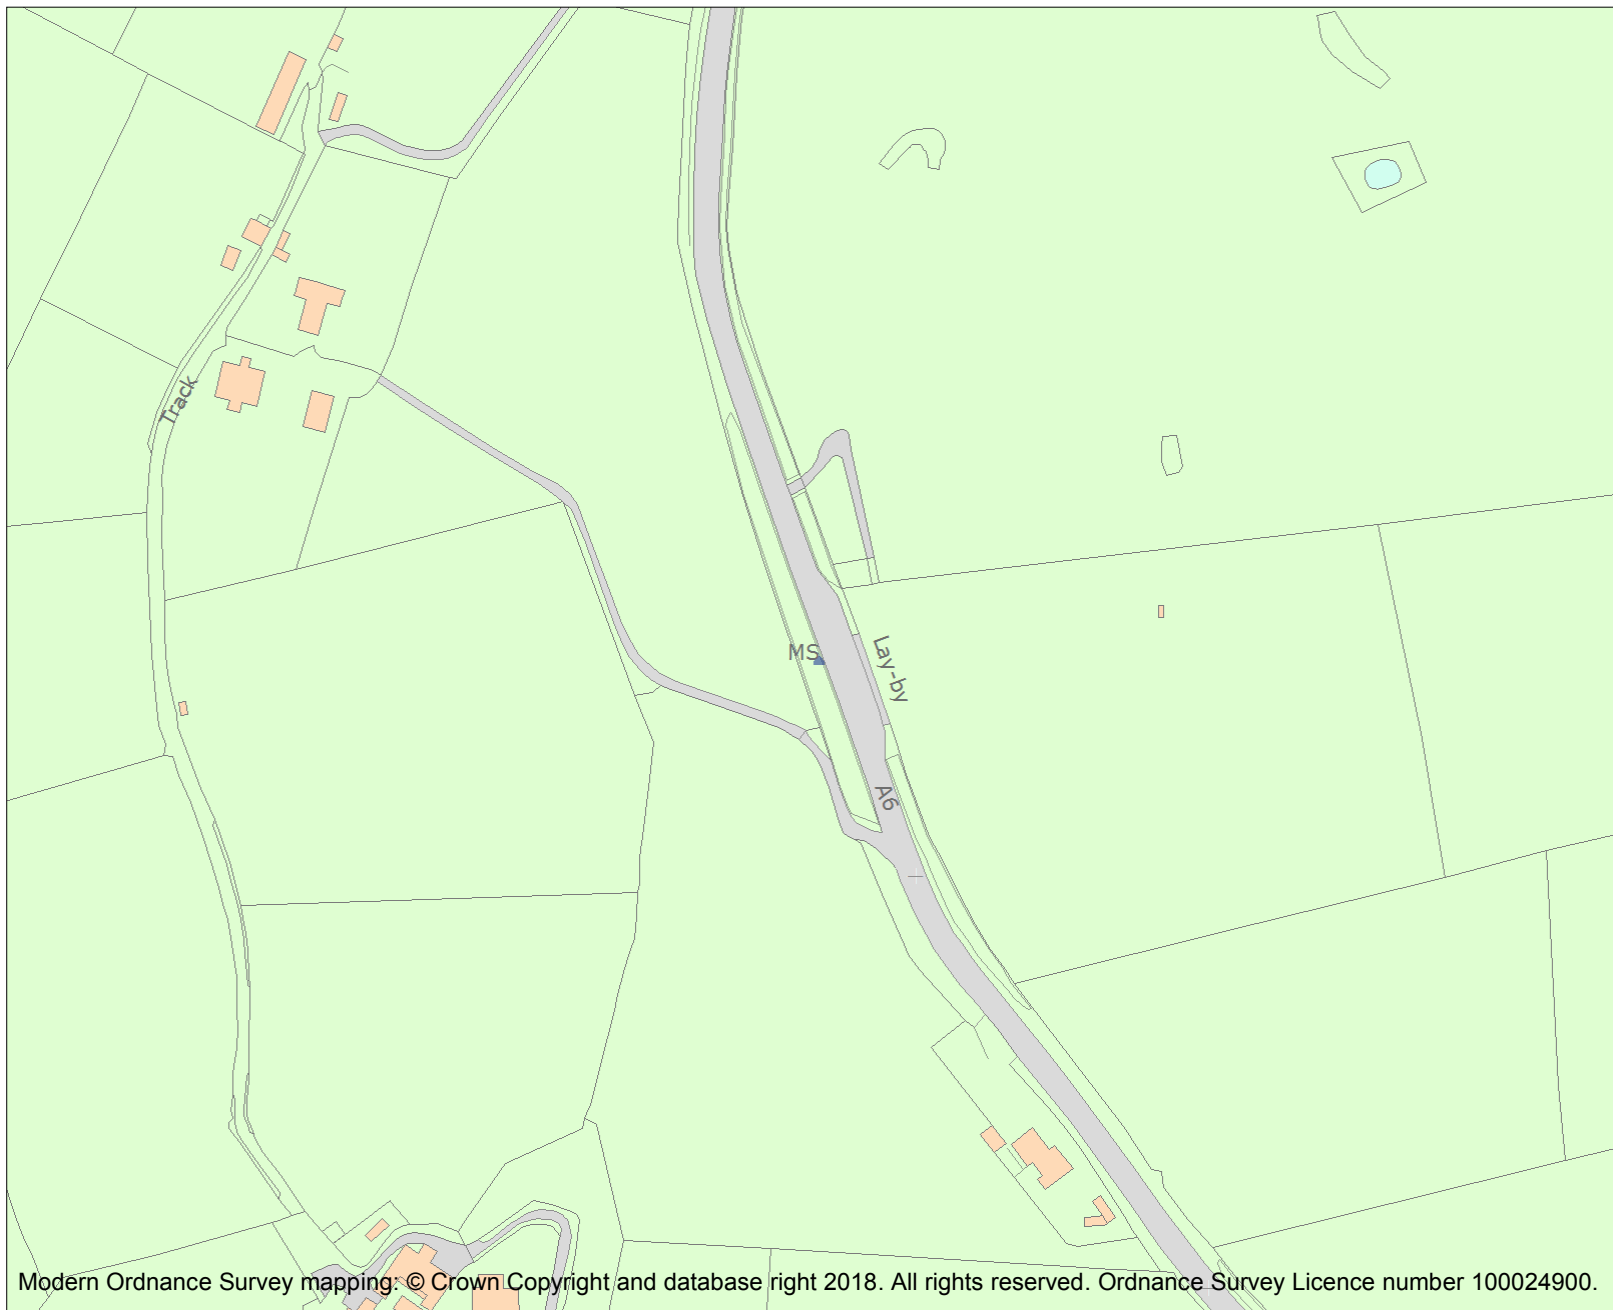 Track
MS
Lay-by
A6
Modern Ordnance Survey mapping: © Crown Copyright and database right 2018. All rights reserved. Ordnance Survey Licence number 100024900.